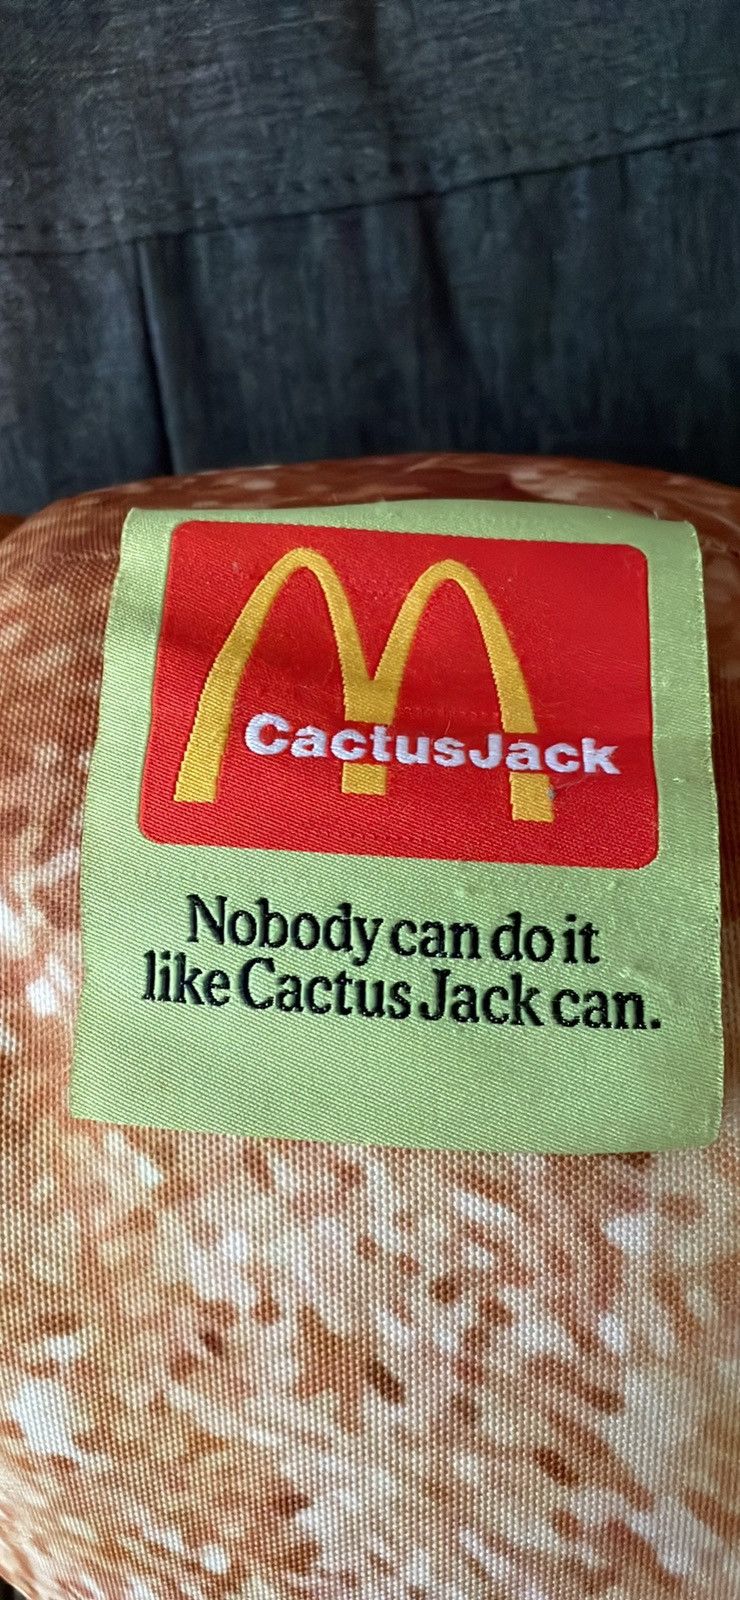 CactusJack
Nobody can do it
like Cactus Jack can.